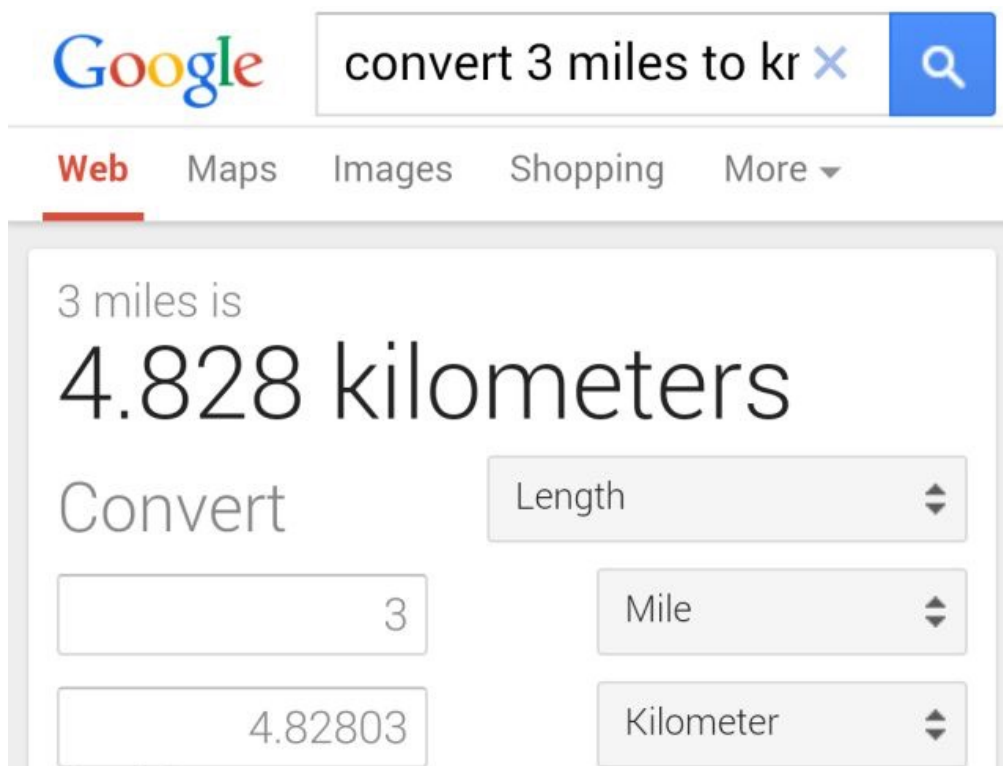 Google convert 3 miles to kr
Web Maps Images Shopping More
3 miles is
4.828 kilometers
Convert Length
3 Mile
4.82803 Kilometer